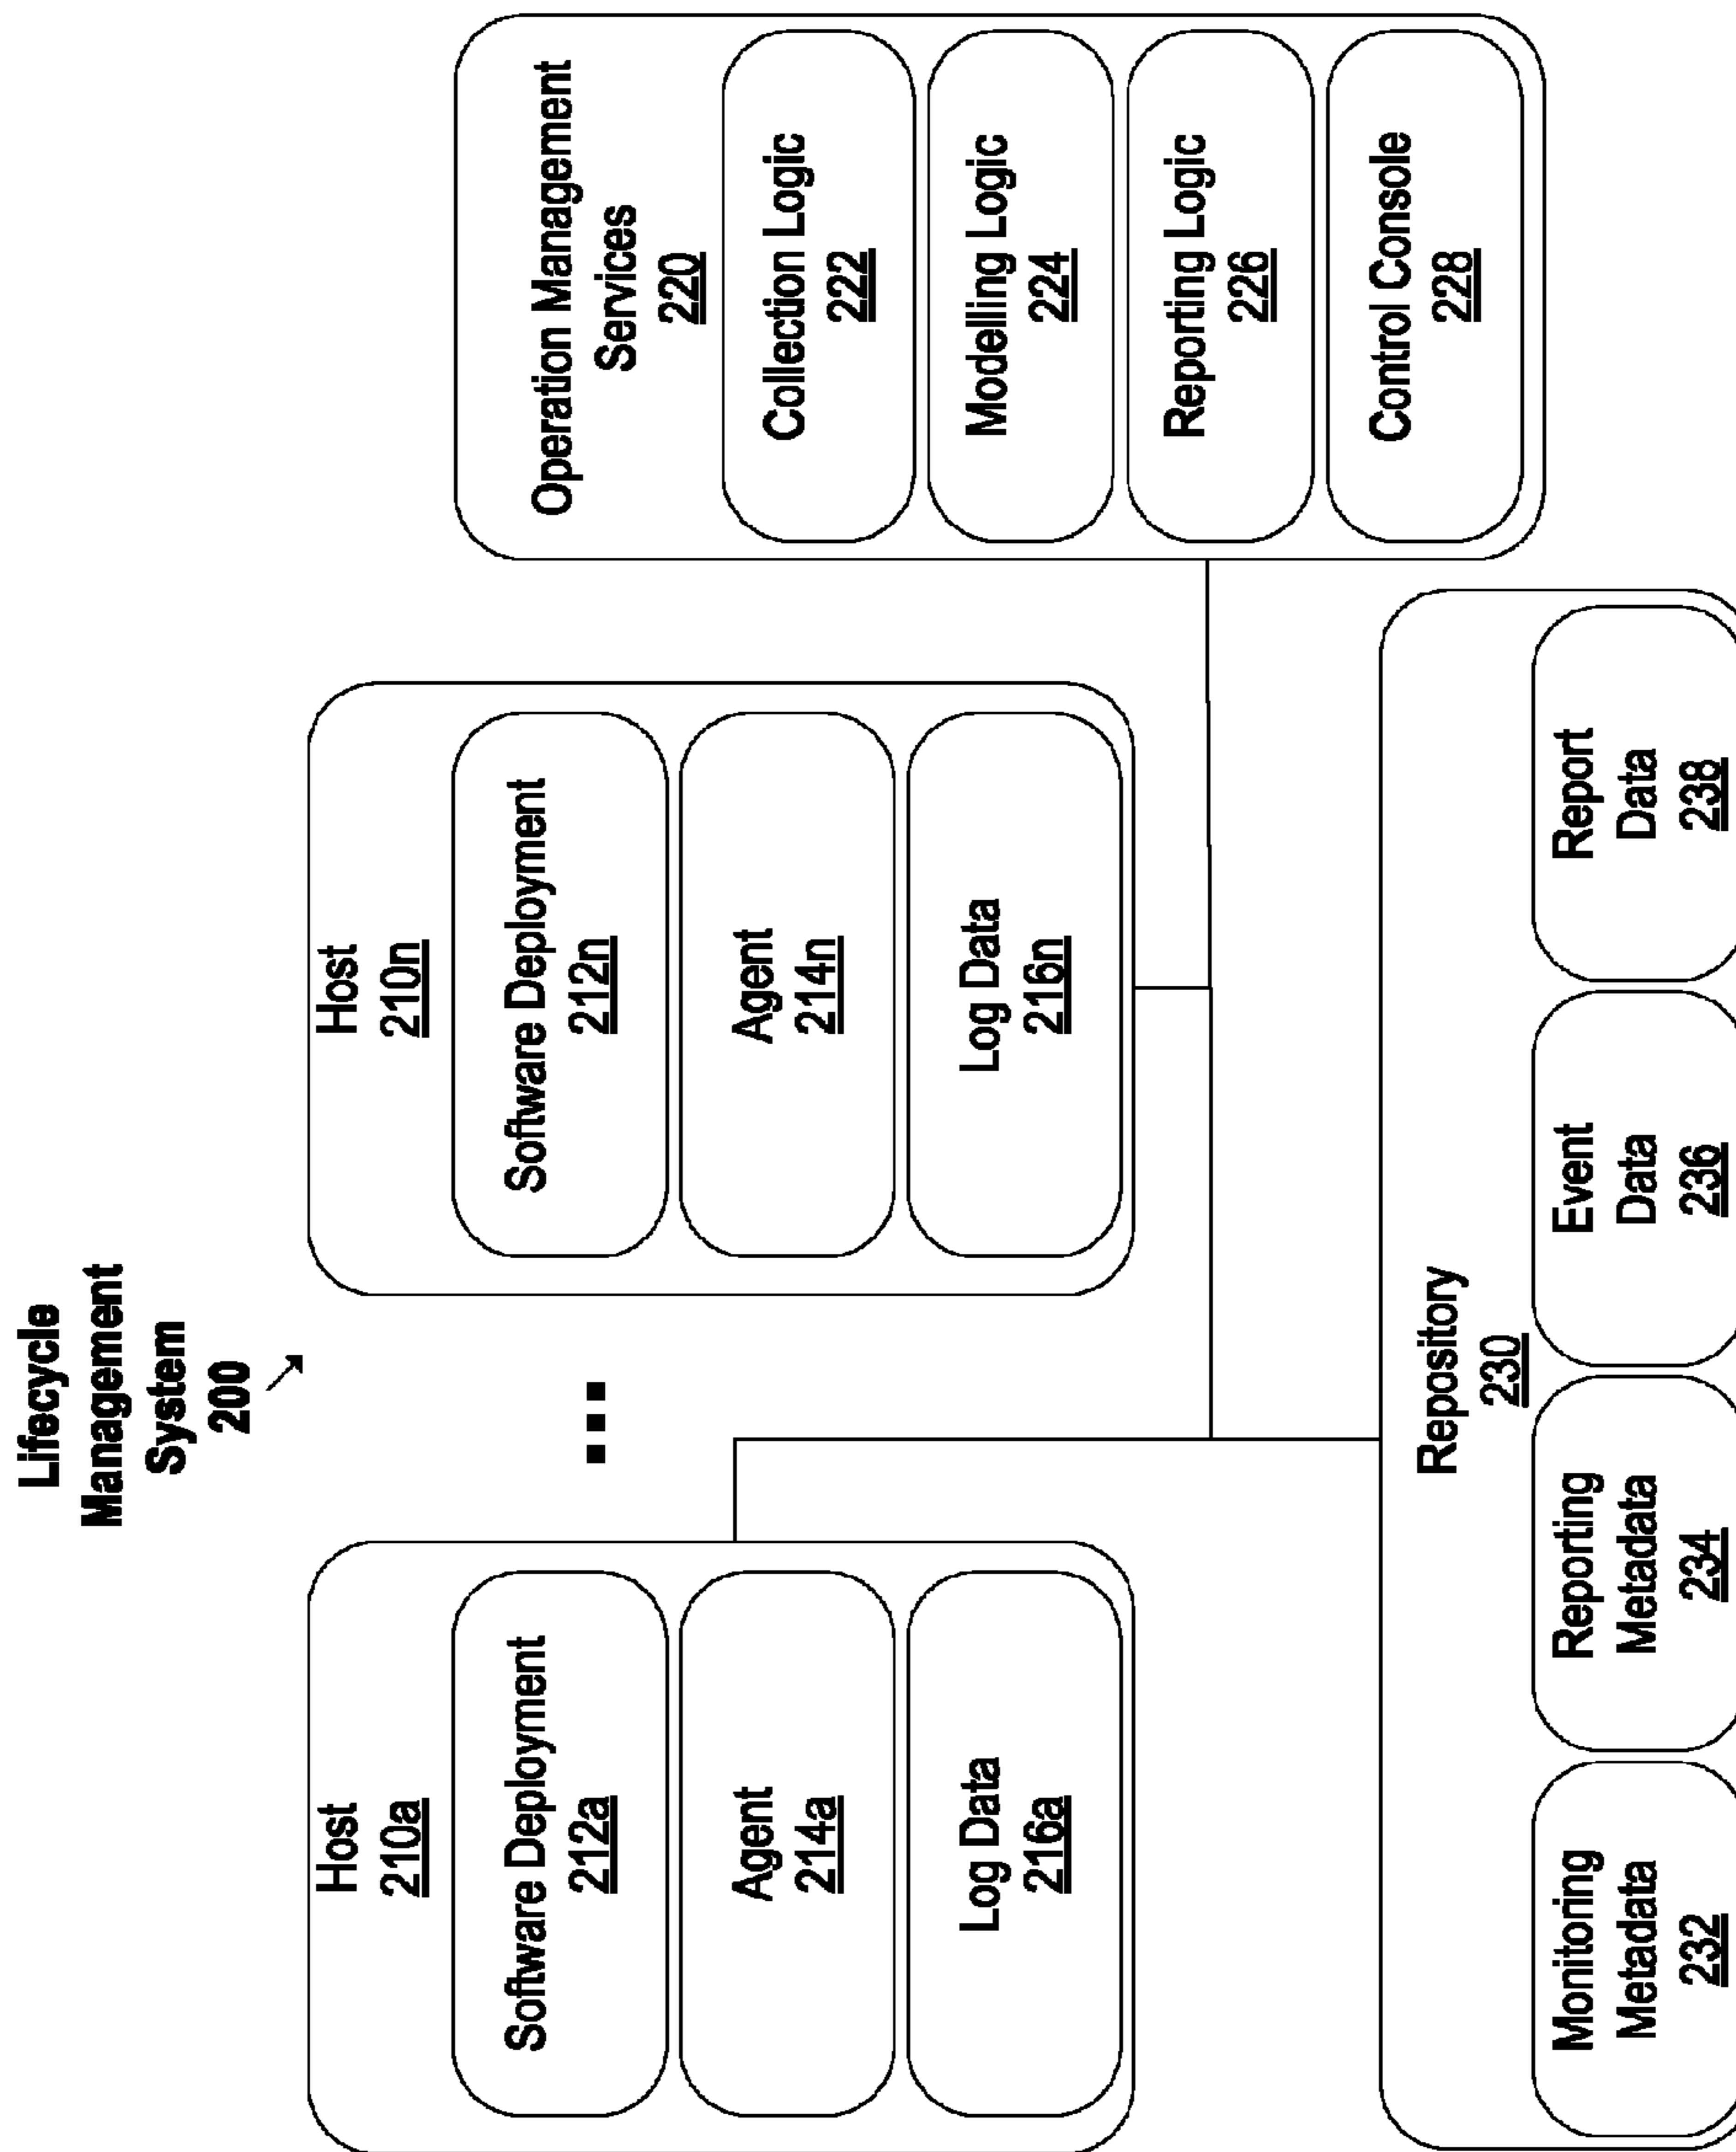 Lifecycle
Management
System
200
Host
210a
Software Deployment
212a
Agent
214a
Log Data
216a
...
Host
210n
Software Deployment
212n
Agent
214n
Log Data
216n
Operation Management
Services
220
Collection Logic
222
Modelling Logic
224
Reporting Logic
226
Control Console
228
Repository
230
Monitoring
Metadata
232
Reporting
Metadata
234
Event
Data
236
Report
Data
238